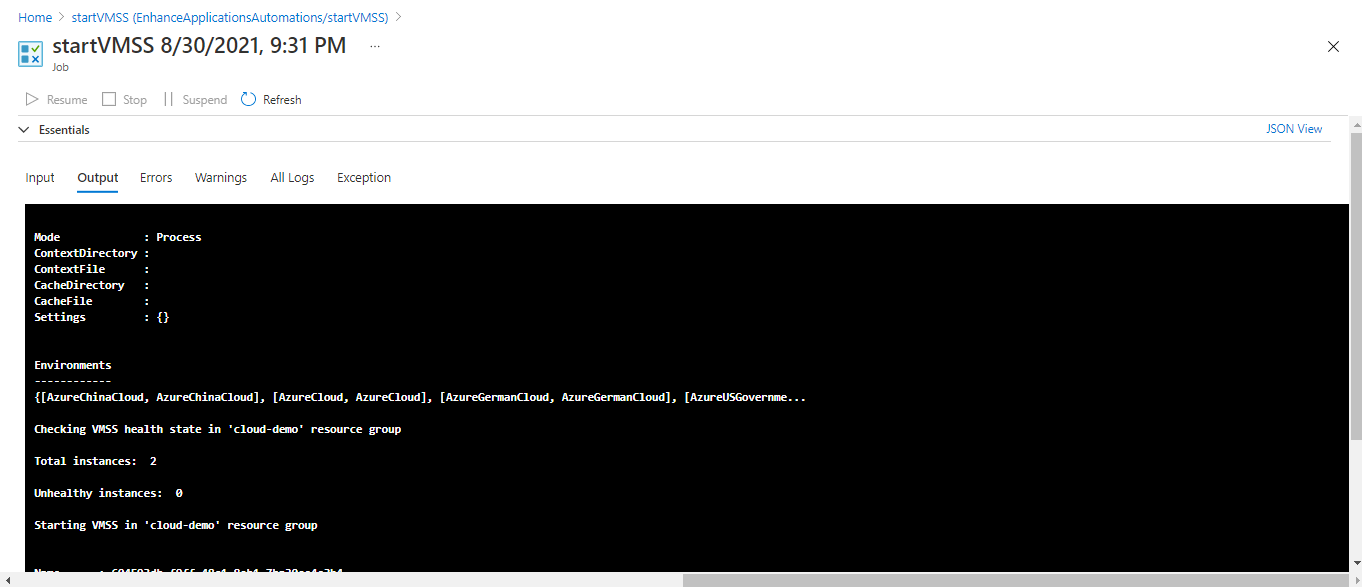 Home > startVMSS (EnhanceApplicationsAutomations/startVMSS) >
startVMSS 8/30/2021, 9:31 PM ...
Job
Resume Stop Suspend Refresh
Essentials JSON View
Input Output Errors Warnings All Logs Exception
Mode : Process
ContextDirectory :
ContextFile :
CacheDirectory :
CacheFile :
Settings : {}
Environments
------------
{[AzureChinaCloud, AzureChinaCloud], [AzureCloud, AzureCloud], [AzureGermanCloud, AzureGermanCloud], [AzureUSGovernme...
Checking VMSS health state in 'cloud-demo' resource group
Total instances: 2
Unhealthy instances: 0
Starting VMSS in 'cloud-demo' resource group
Name :